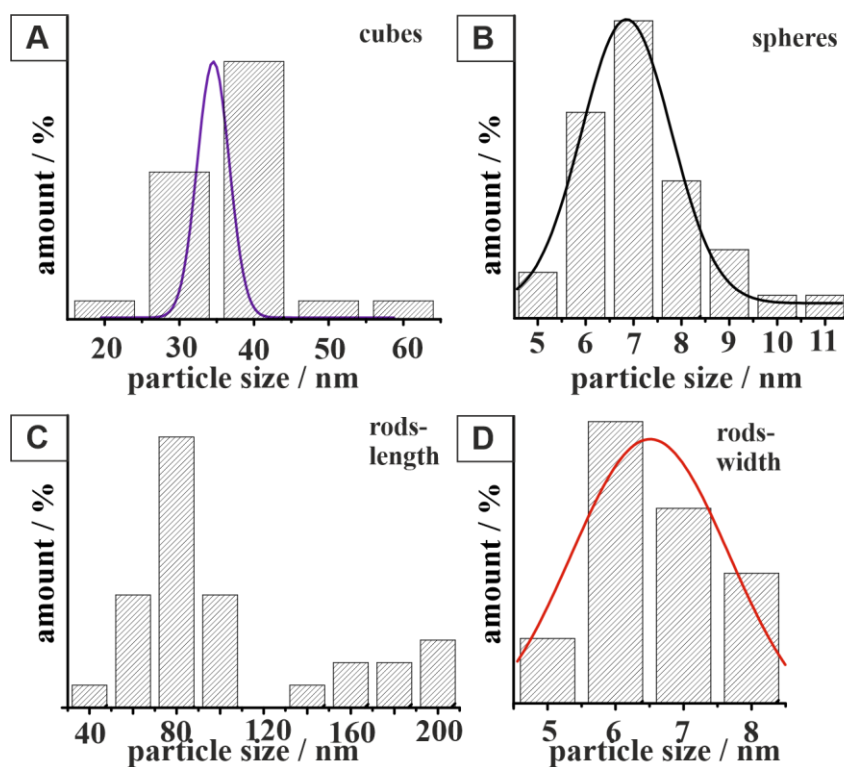 A
cubes
amount / %
20 30 40 50 60
particle size / nm
B
spheres
amount / %
5 6 7 8 9 10 11
particle size / nm
C
rods-
length
amount / %
40 80 120 160 200
particle size / nm
D
rods-
width
amount / %
5 6 7 8
particle size / nm